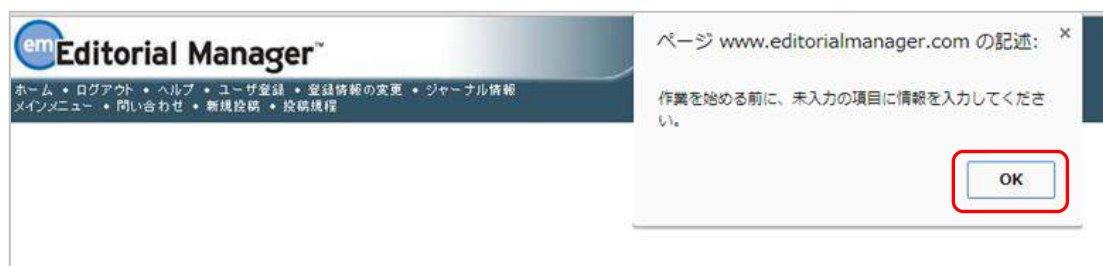 em Editorial Manager™
ホーム • ログアウト • ヘルプ • ユーザ登録 • 登録情報の変更 • ジャーナル情報
メインメニュー • 問い合わせ • 新規投稿 • 投稿規程
ページ www.editorialmanager.com の記述: ×
作業を始める前に、未入力の項目に情報を入力してくださ
い。
OK